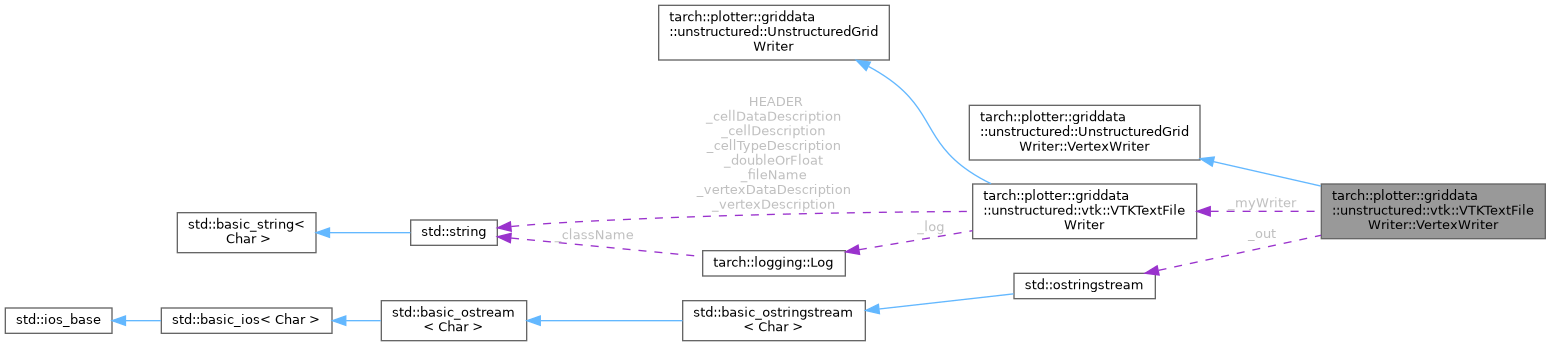 tarch::plotter::griddata
::unstructured::UnstructuredGrid
Writer
HEADER
_cellDataDescription
_cellDescription
_cellTypeDescription
_doubleOrFloat
_fileName
_vertexDataDescription
_vertexDescription
tarch::plotter::griddata
::unstructured::UnstructuredGrid
Writer::VertexWriter
tarch::plotter::griddata
::unstructured::vtk::VTKTextFile
Writer
_myWriter
tarch::plotter::griddata
::unstructured::vtk::VTKTextFile
Writer::VertexWriter
std::basic_string<
Char >
std::string
_className
_log
_out
tarch::logging::Log
std::ostringstream
std::ios_base
std::basic_ios< Char >
std::basic_ostream
< Char >
std::basic_ostringstream
< Char >